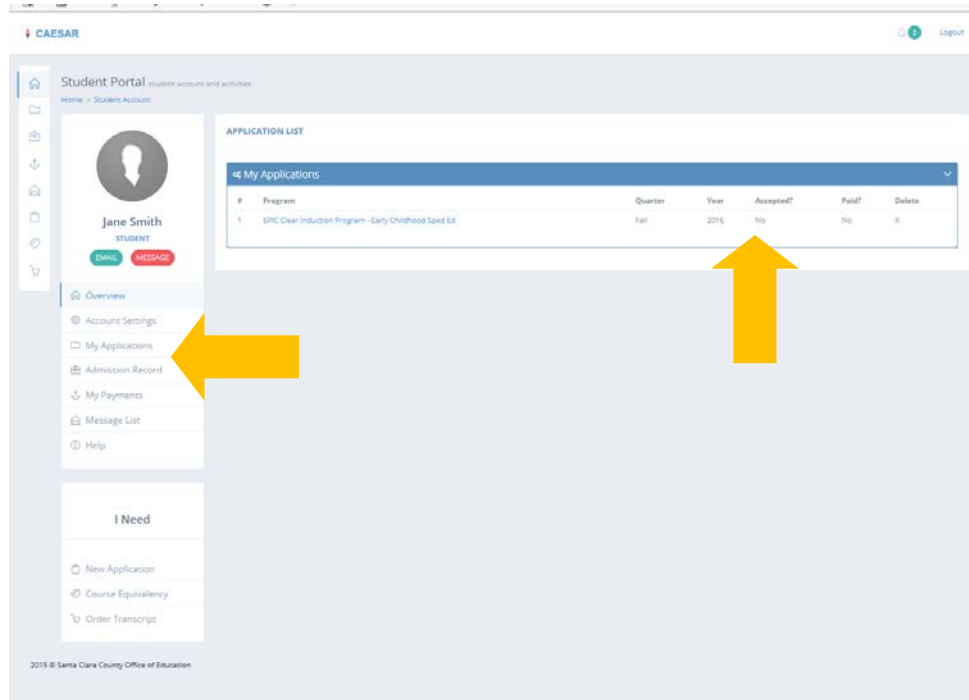 CAESAR
2 Logout
Student Portal student account and activities
Home > Student Account
APPLICATION LIST
My Applications
# Program Quarter Year Accepted? Paid? Delete
1 EPIC Clear Induction Program - Early Childhood Sped Ed Fall 2016 No No X
Jane Smith
STUDENT
EMAIL MESSAGE
Overview
Account Settings
My Applications
Admission Record
My Payments
Message List
Help
I Need
New Application
Course Equivalency
Order Transcript
2015 © Santa Clara County Office of Education